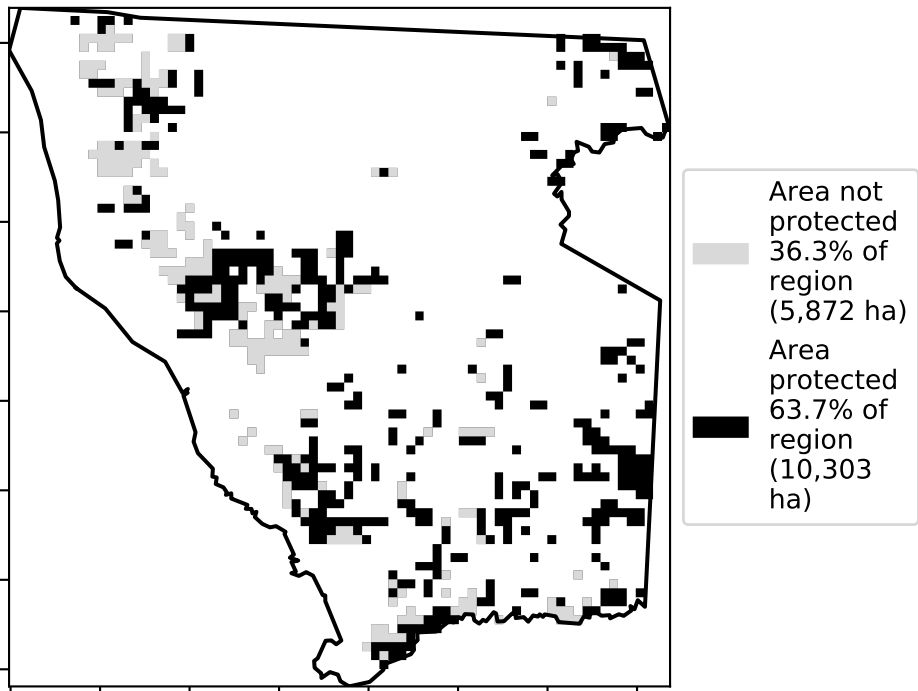 Area not
protected
36.3% of
region
(5,872 ha)
Area
protected
63.7% of
region
(10,303
ha)